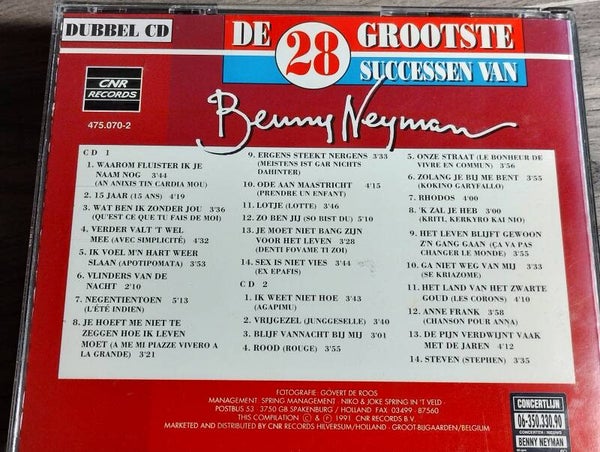 DUBBEL CD
DE 28 GROOTSTE
SUCCESSEN VAN
Benny Neyman
CNR
RECORDS
475.070-2
CD 1
1. WAAROM FLUISTER IK JE
NAAM NOG 3'44
(AN ANIXIS TIN CARDIA MOU)
2. 15 JAAR (15 ANS) 4'19
3. WAT BEN IK ZONDER JOU 3'36
(QU'EST CE QUE TU FAIS DE MOI)
4. VERDER VALT 'T WEL
MEE (AVEC SIMPLICITÉ) 4'32
5. IK VOEL M'N HART WEER
SLAAN (APOTIPOMATA) 3'53
6. VLINDERS VAN DE
NACHT 2'10
7. NEGENTIENTOEN 5'13
(L'ÉTÉ INDIEN)
8. JE HOEFT ME NIET TE
ZEGGEN HOE IK LEVEN
MOET (A ME MI PIAZZE VIVERO A
LA GRANDE) 3'21
9. ERGENS STEEKT NERGENS 3'33
(MEISTENS IST GAR NICHTS
DAHINTER)
10. ODE AAN MAASTRICHT 4'15
(PRENDRE UN ENFANT)
11. LOTJE (LOTTE) 3'46
12. ZO BEN JIJ (SO BIST DU) 5'10
13. JE MOET NIET BANG ZIJN
VOOR HET LEVEN 3'28
(DENTI FOVAME TI ZOI)
14. SEX IS NIET VIES 3'44
(EX EPAFIS)
CD 2
1. IK WEET NIET HOE 3'43
(AGAPIMU)
2. VRIJGEZEL (JUNGGESELLE) 3'40
3. BLIJF VANNACHT BIJ MIJ 3'01
4. ROOD (ROUGE) 3'55
5. ONZE STRAAT (LE BONHEUR DE
VIVRE EN COMMUN) 3'56
6. ZOLANG JE BIJ ME BENT 3'55
(KOKINO GARYFALLO)
7. RHODOS 4'00
8. 'K ZAL JE HEB 3'00
(KRITI, KERKYRO KAI NIO)
9. HET LEVEN BLIJFT GEWOON
Z'N GANG GAAN (ÇA VA PAS
CHANGER LE MONDE) 3'55
10. GA NIET WEG VAN MIJ 3'33
(SE KRIAZOME)
11. HET LAND VAN HET ZWARTE
GOUD (LES CORONS) 4'10
12. ANNE FRANK 3'58
(CHANSON POUR ANNA)
13. DE PIJN VERDWIJNT VAAK
MET DE JAREN 4'12
14. STEVEN (STEPHEN) 3'35
FOTOGRAFIE: GOVERT DE ROOS
MANAGEMENT: SPRING MANAGEMENT - NIKO & JOKE SPRING IN 'T VELD -
POSTBUS 53 - 3750 GB SPAKENBURG / HOLLAND FAX: 03499 - 87560
THIS COMPILATION © & ℗ 1991 CNR RECORDS B.V.
MARKETED AND DISTRIBUTED BY CNR RECORDS HILVERSUM/HOLLAND - GROOT-BIJGAARDEN/BELGIUM
CONCERTLIJN
06-350.330.90
BENNY NEYMAN